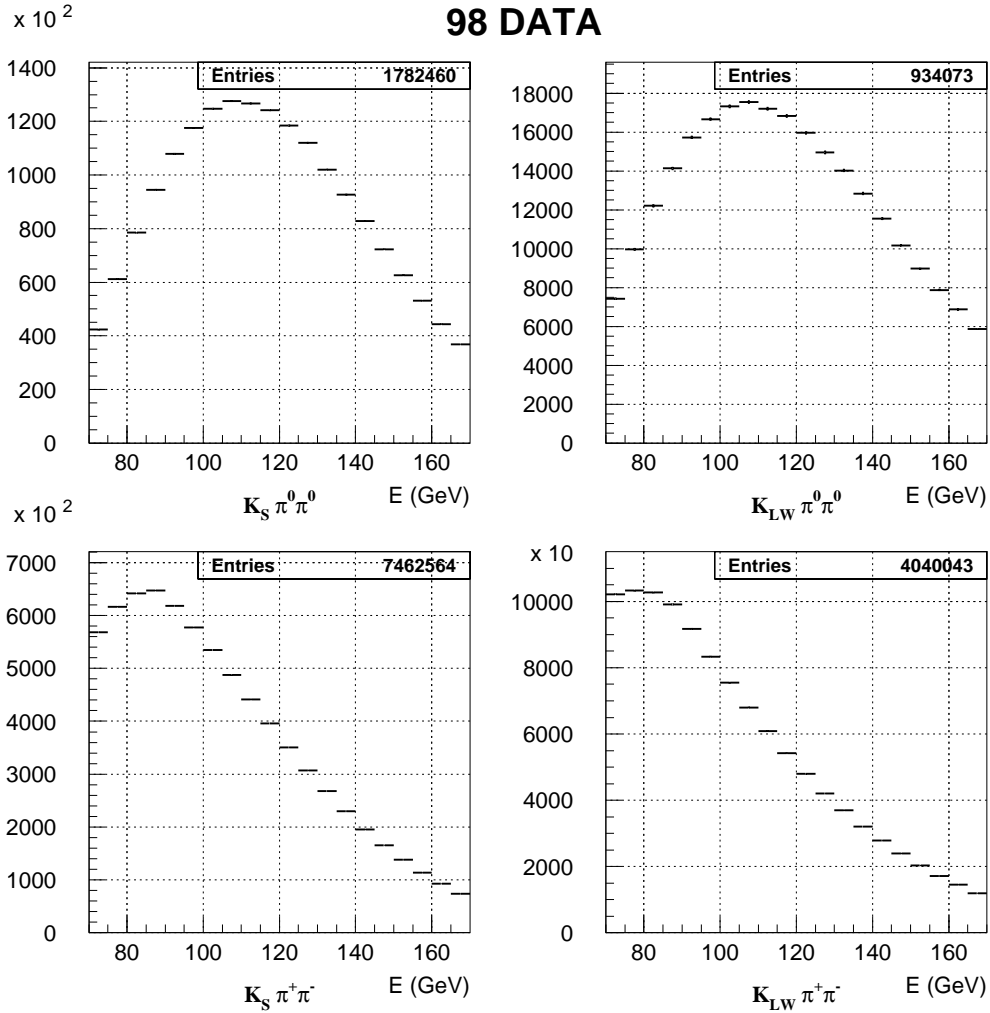 98 DATA
x 10 2
Entries 1782460
1400
1200
1000
800
600
400
200
0
80 100 120 140 160
E (GeV)
KS π0π0
Entries 934073
18000
16000
14000
12000
10000
8000
6000
4000
2000
0
80 100 120 140 160
E (GeV)
KLW π0π0
x 10 2
Entries 7462564
7000
6000
5000
4000
3000
2000
1000
0
80 100 120 140 160
E (GeV)
KS π+π-
x 10
Entries 4040043
10000
8000
6000
4000
2000
0
80 100 120 140 160
E (GeV)
KLW π+π-